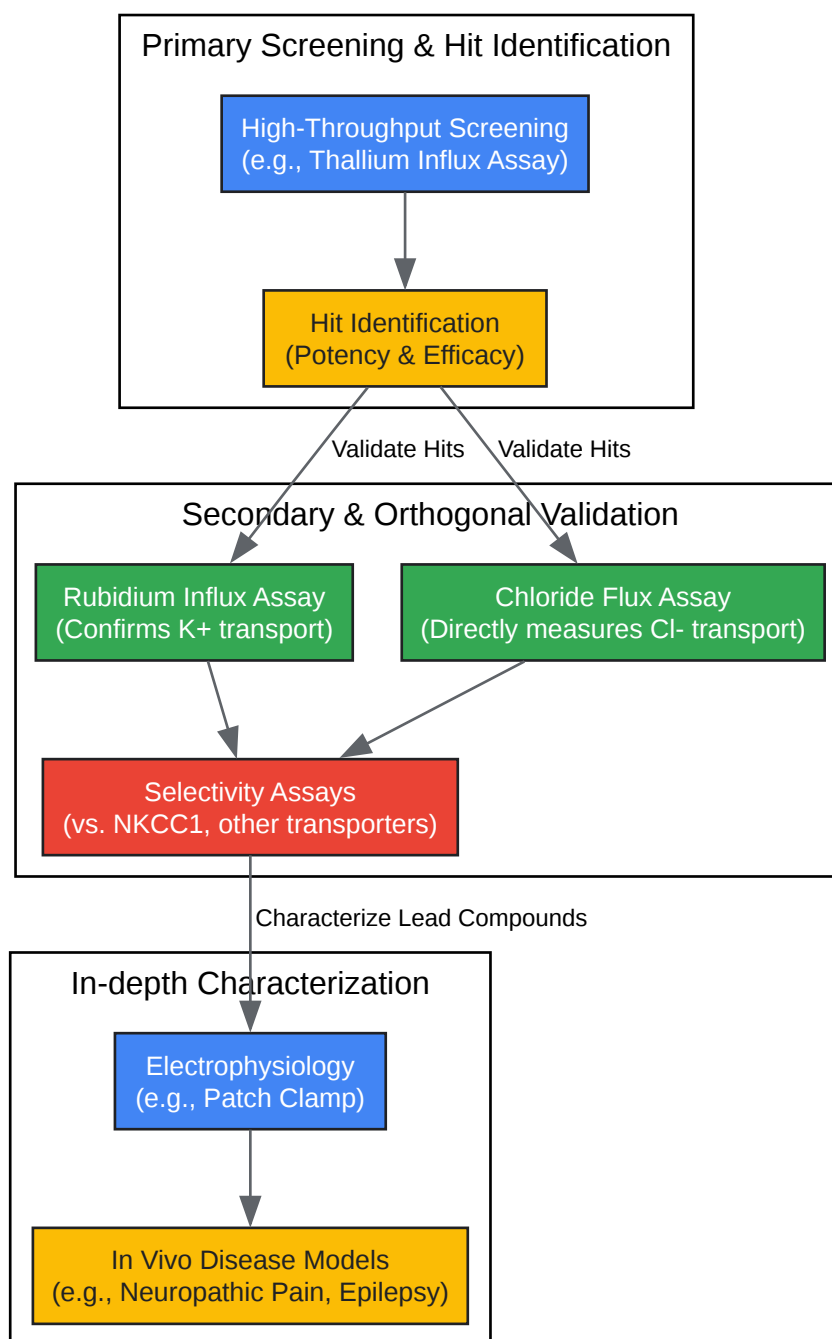 Primary Screening & Hit Identification
High-Throughput Screening
(e.g., Thallium Influx Assay)
Hit Identification
(Potency & Efficacy)
Validate Hits
Validate Hits
Secondary & Orthogonal Validation
Rubidium Influx Assay
(Confirms K+ transport)
Chloride Flux Assay
(Directly measures Cl- transport)
Selectivity Assays
(vs. NKCC1, other transporters)
Characterize Lead Compounds
In-depth Characterization
Electrophysiology
(e.g., Patch Clamp)
In Vivo Disease Models
(e.g., Neuropathic Pain, Epilepsy)